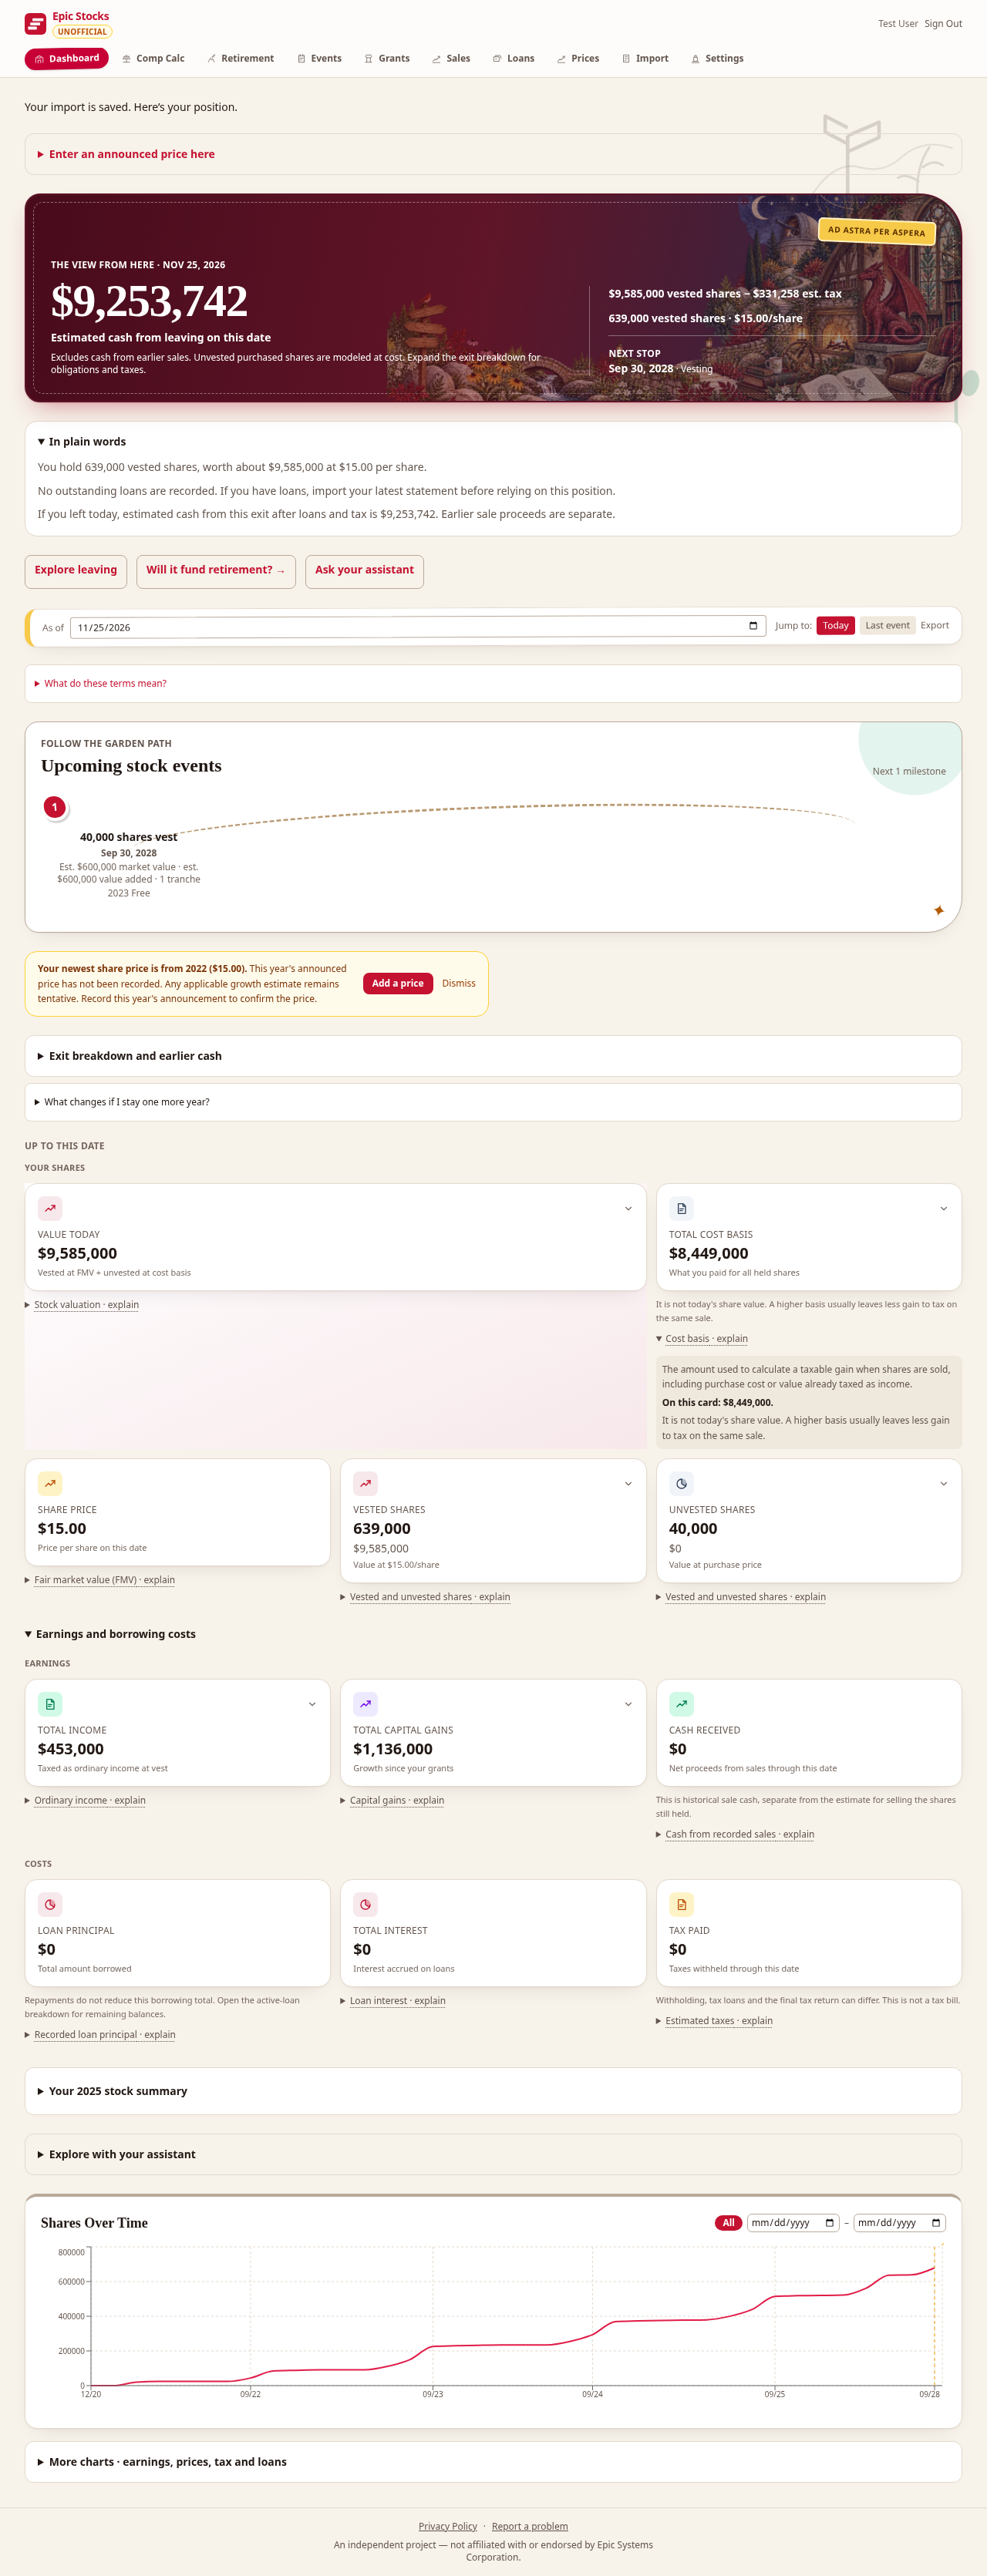 Epic Stocks
UNOFFICIAL
Test User Sign Out
Dashboard Comp Calc Retirement Events Grants Sales Loans Prices Import Settings
Your import is saved. Here's your position.
▶ Enter an announced price here
AD ASTRA PER ASPERA
THE VIEW FROM HERE · NOV 25, 2026
$9,253,742
Estimated cash from leaving on this date
Excludes cash from earlier sales. Unvested purchased shares are modeled at cost. Expand the exit breakdown for
obligations and taxes.
$9,585,000 vested shares − $331,258 est. tax
639,000 vested shares · $15.00/share
NEXT STOP
Sep 30, 2028 · Vesting
▼ In plain words
You hold 639,000 vested shares, worth about $9,585,000 at $15.00 per share.
No outstanding loans are recorded. If you have loans, import your latest statement before relying on this position.
If you left today, estimated cash from this exit after loans and tax is $9,253,742. Earlier sale proceeds are separate.
Explore leaving
Will it fund retirement? →
Ask your assistant
As of 11/25/2026 Jump to: Today Last event Export
▶ What do these terms mean?
FOLLOW THE GARDEN PATH
Upcoming stock events
Next 1 milestone
1
40,000 shares vest
Sep 30, 2028
Est. $600,000 market value · est.
$600,000 value added · 1 tranche
2023 Free
Your newest share price is from 2022 ($15.00). This year's announced
price has not been recorded. Any applicable growth estimate remains
tentative. Record this year's announcement to confirm the price.
Add a price Dismiss
▶ Exit breakdown and earlier cash
▶ What changes if I stay one more year?
UP TO THIS DATE
YOUR SHARES
VALUE TODAY
$9,585,000
Vested at FMV + unvested at cost basis
▶ Stock valuation · explain
TOTAL COST BASIS
$8,449,000
What you paid for all held shares
It is not today's share value. A higher basis usually leaves less gain to tax on
the same sale.
▼ Cost basis · explain
The amount used to calculate a taxable gain when shares are sold,
including purchase cost or value already taxed as income.
On this card: $8,449,000.
It is not today's share value. A higher basis usually leaves less gain
to tax on the same sale.
SHARE PRICE
$15.00
Price per share on this date
▶ Fair market value (FMV) · explain
VESTED SHARES
639,000
$9,585,000
Value at $15.00/share
▶ Vested and unvested shares · explain
UNVESTED SHARES
40,000
$0
Value at purchase price
▶ Vested and unvested shares · explain
▼ Earnings and borrowing costs
EARNINGS
TOTAL INCOME
$453,000
Taxed as ordinary income at vest
▶ Ordinary income · explain
TOTAL CAPITAL GAINS
$1,136,000
Growth since your grants
▶ Capital gains · explain
CASH RECEIVED
$0
Net proceeds from sales through this date
This is historical sale cash, separate from the estimate for selling the shares
still held.
▶ Cash from recorded sales · explain
COSTS
LOAN PRINCIPAL
$0
Total amount borrowed
Repayments do not reduce this borrowing total. Open the active-loan
breakdown for remaining balances.
▶ Recorded loan principal · explain
TOTAL INTEREST
$0
Interest accrued on loans
▶ Loan interest · explain
TAX PAID
$0
Taxes withheld through this date
Withholding, tax loans and the final tax return can differ. This is not a tax bill.
▶ Estimated taxes · explain
▶ Your 2025 stock summary
▶ Explore with your assistant
Shares Over Time
All mm/dd/yyyy – mm/dd/yyyy
800000
600000
400000
200000
0
12/20 09/22 09/23 09/24 09/25 09/28
▶ More charts · earnings, prices, tax and loans
Privacy Policy · Report a problem
An independent project — not affiliated with or endorsed by Epic Systems
Corporation.